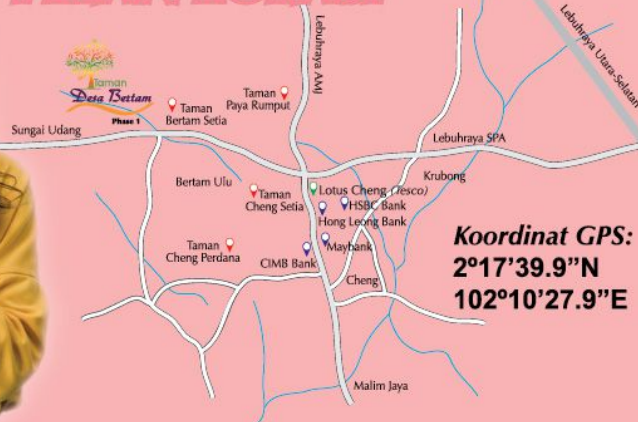 Lebuhraya AMJ
Lebuhraya Utara-Selatan
Taman
Desa Bertam
Phase 1
Taman
Bertam Setia
Taman
Paya Rumput
Sungai Udang
Lebuhraya SPA
Bertam Ulu
Krubong
Taman
Cheng Setia
Lotus Cheng (Tesco)
HSBC Bank
Hong Leong Bank
Maybank
CIMB Bank
Taman
Cheng Perdana
Cheng
Malim Jaya
Koordinat GPS:
2º17’39.9”N
102º10’27.9”E